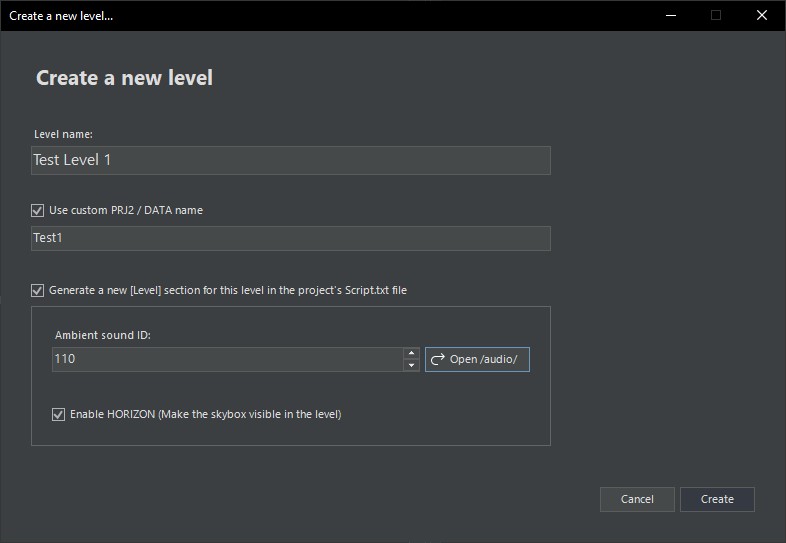 Create a new level...
Create a new level
Level name:
Test Level 1
Use custom PRJ2 / DATA name
Test1
Generate a new [Level] section for this level in the project's Script.txt file
Ambient sound ID:
110
Open /audio/
Enable HORIZON (Make the skybox visible in the level)
Cancel
Create